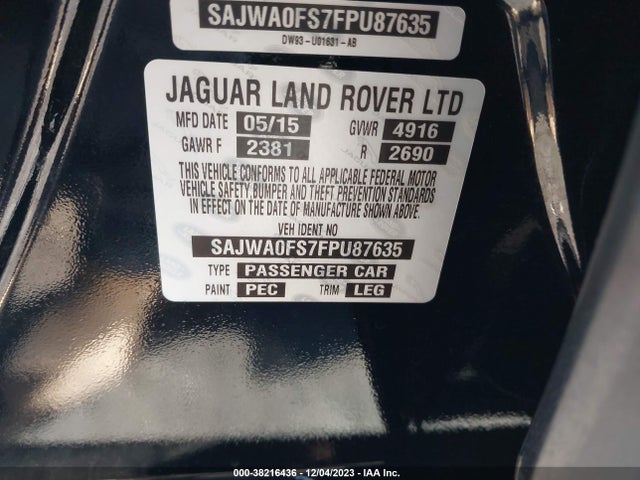 SAJWA0FS7FPU87635
DW93-U01631-AB
JAGUAR LAND ROVER LTD
MFD DATE 05/15 GVWR 4916
GAWR F 2381 R 2690
THIS VEHICLE CONFORMS TO ALL APPLICABLE FEDERAL MOTOR
VEHICLE SAFETY BUMPER AND THEFT PREVENTION STANDARDS
IN EFFECT ON THE DATE OF MANUFACTURE SHOWN ABOVE.
VEH IDENT NO
SAJWA0FS7FPU87635
TYPE PASSENGER CAR
PAINT PEC TRIM LEG
000-38216436 - 12/04/2023 - IAA Inc.